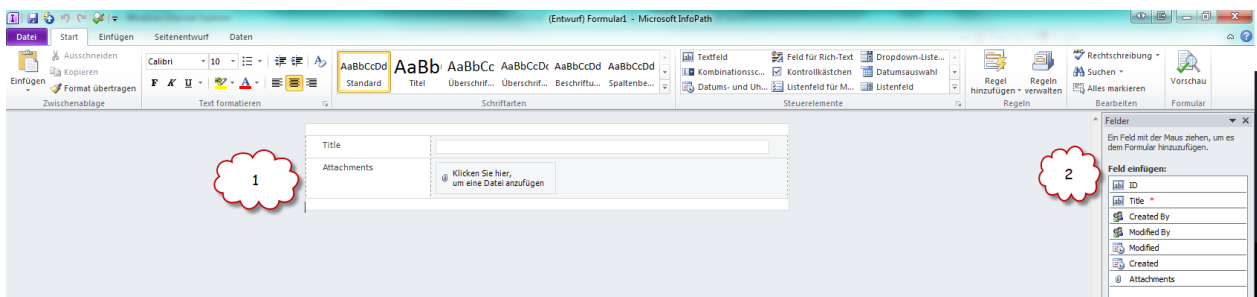 (Entwurf) Formular1 - Microsoft InfoPath
Datei Start Einfügen Seitenentwurf Daten
Einfügen
Ausschneiden
Kopieren
Format übertragen
Zwischenablage
Calibri 10
F K U A
Text formatieren
AaBbCcDd AaBb AaBbCc AaBbCcDc AaBbCcDd AaBbCcDd
Standard Titel Überschrif... Überschrif... Beschriftu... Spaltenbe...
Schriftarten
Textfeld Feld für Rich-Text Dropdown-Liste...
Kombinationssc... Kontrollkästchen Datumsauswahl
Datums- und Uh... Listenfeld für M... Listenfeld
Steuerelemente
Regel hinzufügen
Regeln verwalten
Regeln
Rechtschreibung
Suchen
Alles markieren
Bearbeiten
Vorschau
Formular
Title
Attachments
Klicken Sie hier,
um eine Datei anzufügen
1
2
Felder
Ein Feld mit der Maus ziehen, um es
dem Formular hinzuzufügen.
Feld einfügen:
ID
Title *
Created By
Modified By
Modified
Created
Attachments